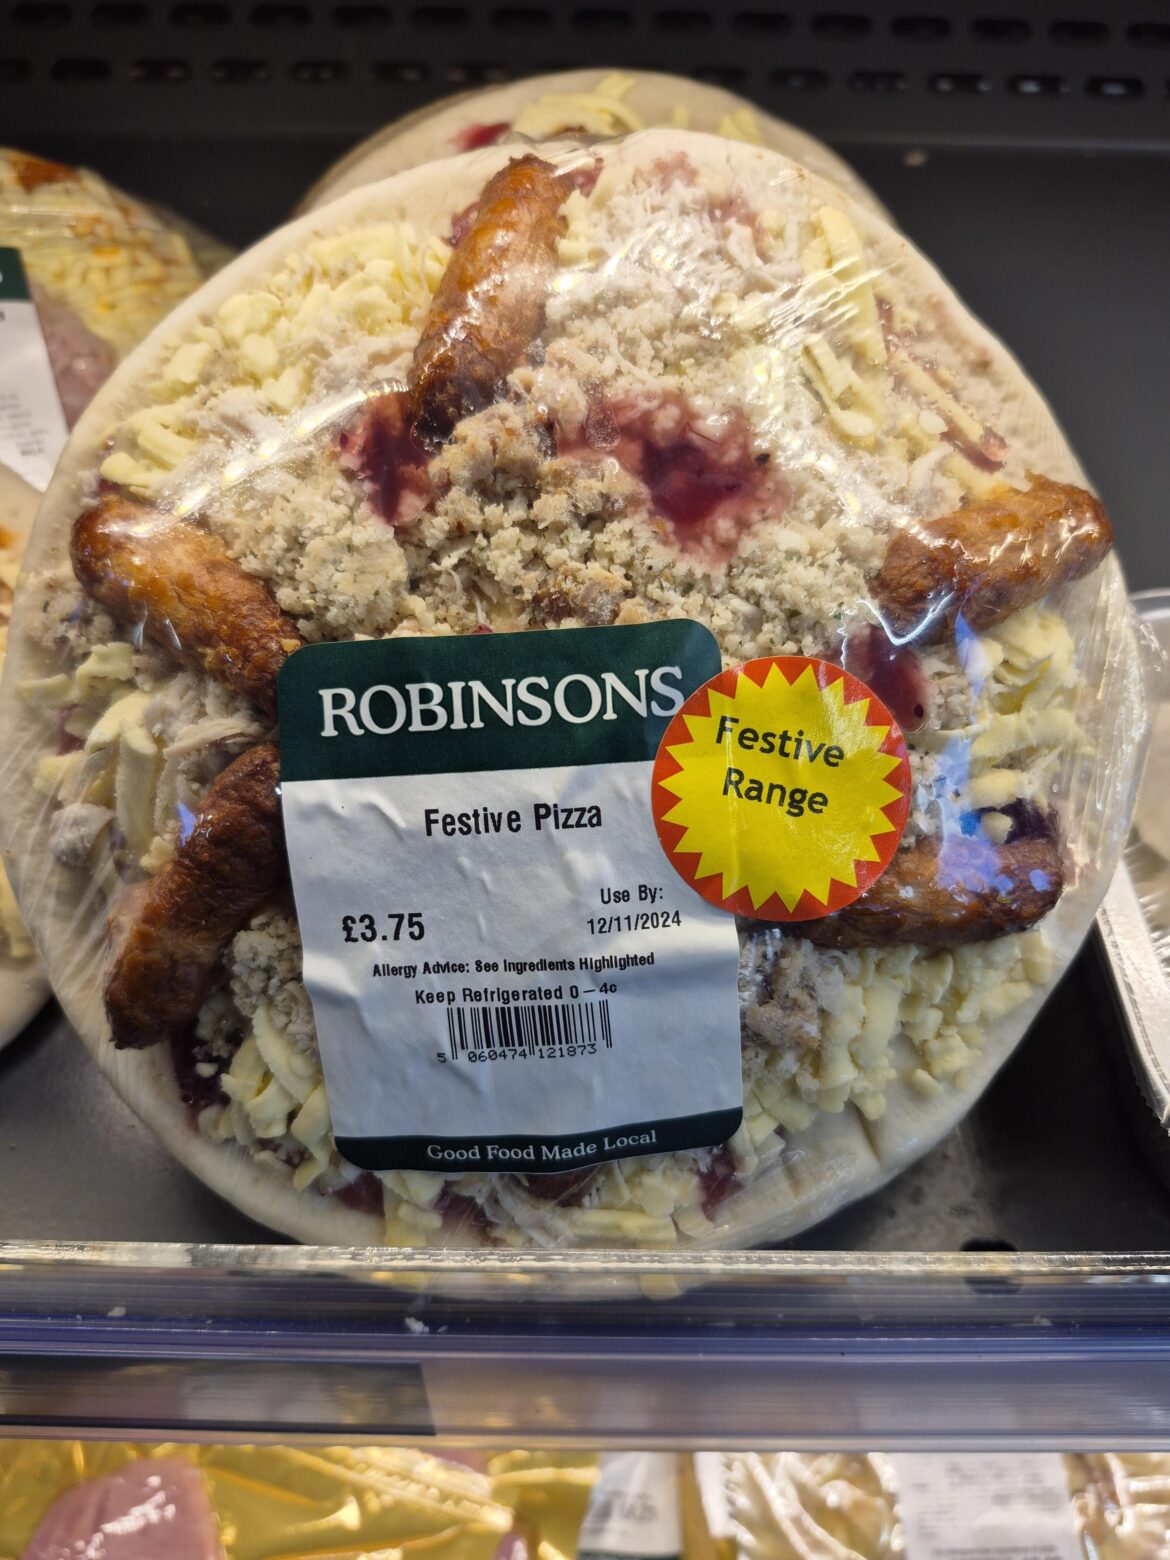 ROBINSONS
Festive
Range
Festive Pizza
Use By:
£3.75
12/11/2024
Allergy Advice: See Ingredients Highlighted
Keep Refrigerated 0 – 4c
5 060474 121873
Good Food Made Local